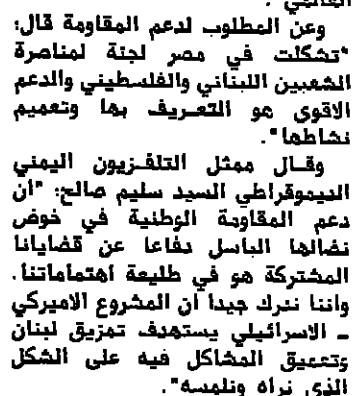 العالمي".
وعن المطلوب لدعم المقاومة قال:
"تشكلت في مصر لجنة لمناصرة
الشعبين اللبناني والفلسطيني والدعم
الاقوى هو التعريف بها وتعميم
نشاطها".
وقال ممثل التلفزيون اليمني
الديموقراطي السيد سليم صالح: "أن
دعم المقاومة الوطنية في خوض
نضالها الباسل دفاعا عن قضايانا
المشتركة هو في طليعة اهتماماتنا.
واننا ندرك جيدا ان المشروع الاميركي
- الاسرائيلي يستهدف تمزيق لبنان
وتعميق المشاكل فيه على الشكل
الذي نراه ونلمسه".